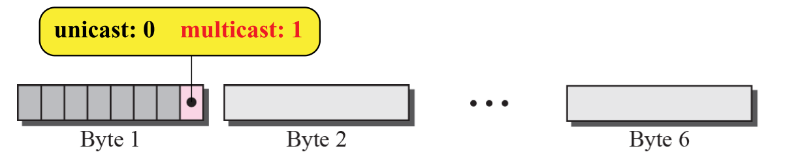 unicast: 0 multicast: 1
• • •
Byte 1 Byte 2 Byte 6